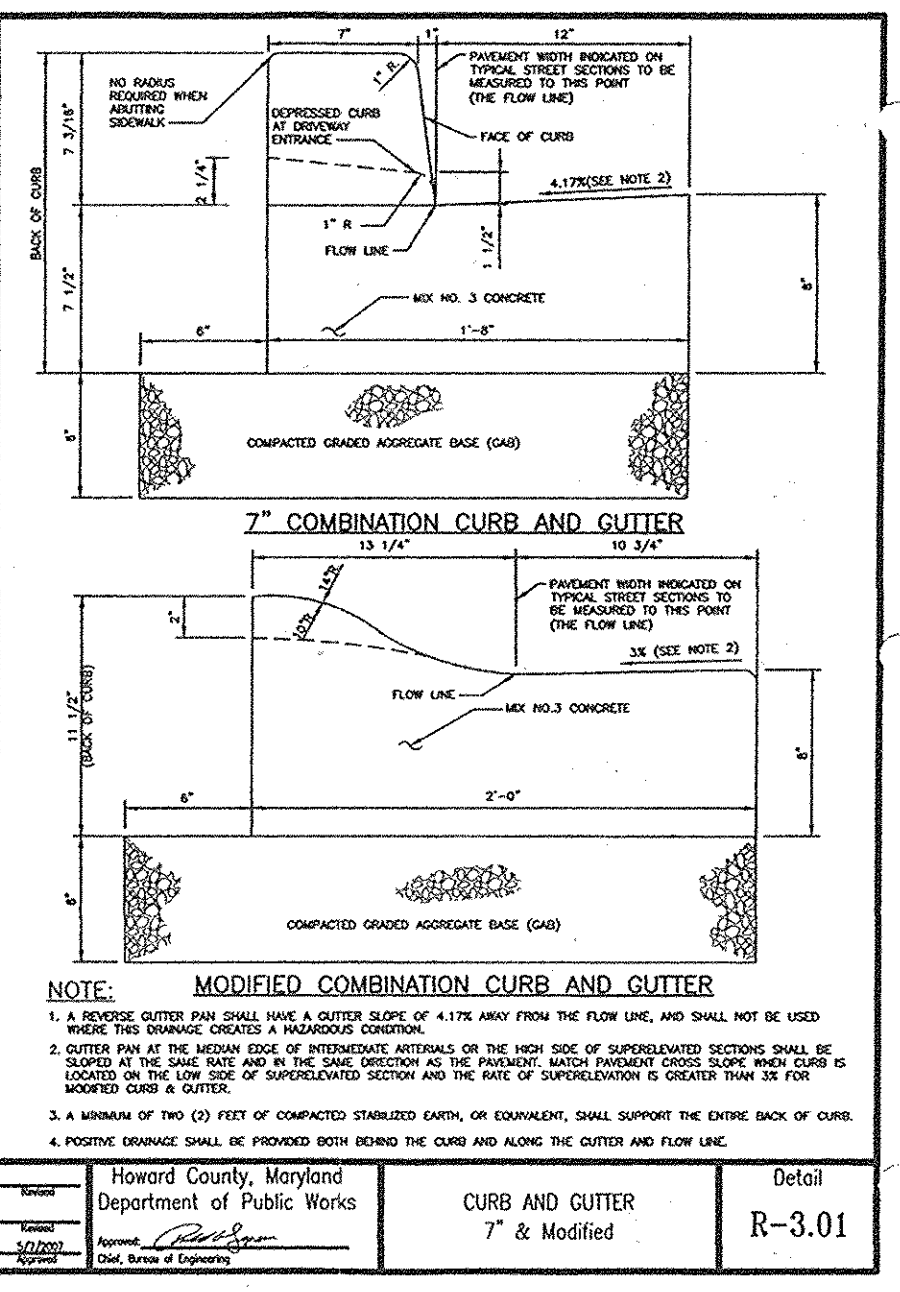 7" 1" 12"
NO RADIUS
REQUIRED WHEN
ABUTTING
SIDEWALK
1" R.
PAVEMENT WIDTH INDICATED ON
TYPICAL STREET SECTIONS TO BE
MEASURED TO THIS POINT
(THE FLOW LINE)
DEPRESSED CURB
AT DRIVEWAY
ENTRANCE
FACE OF CURB
7 3/16"
BACK OF CURB
2 1/4"
4.17%(SEE NOTE 2)
1" R
FLOW LINE
1 1/2"
7 1/2"
MIX NO. 3 CONCRETE
8"
6" 1'-8"
6"
COMPACTED GRADED AGGREGATE BASE (GAB)
7" COMBINATION CURB AND GUTTER
13 1/4" 10 3/4"
14"R
10"R
2"
PAVEMENT WIDTH INDICATED ON
TYPICAL STREET SECTIONS TO
BE MEASURED TO THIS POINT
(THE FLOW LINE)
3% (SEE NOTE 2)
11 1/2"
(BACK OF CURB)
FLOW LINE
MIX NO.3 CONCRETE
8"
6" 2'-0"
6"
COMPACTED GRADED AGGREGATE BASE (GAB)
MODIFIED COMBINATION CURB AND GUTTER
NOTE:
1. A REVERSE GUTTER PAN SHALL HAVE A GUTTER SLOPE OF 4.17% AWAY FROM THE FLOW LINE, AND SHALL NOT BE USED
WHERE THIS DRAINAGE CREATES A HAZARDOUS CONDITION.
2. GUTTER PAN AT THE MEDIAN EDGE OF INTERMEDIATE ARTERIALS OR THE HIGH SIDE OF SUPERELEVATED SECTIONS SHALL BE
SLOPED AT THE SAME RATE AND IN THE SAME DIRECTION AS THE PAVEMENT. MATCH PAVEMENT CROSS SLOPE WHEN CURB IS
LOCATED ON THE LOW SIDE OF SUPERELEVATED SECTION AND THE RATE OF SUPERELEVATION IS GREATER THAN 3% FOR
MODIFIED CURB & GUTTER.
3. A MINIMUM OF TWO (2) FEET OF COMPACTED STABILIZED EARTH, OR EQUIVALENT, SHALL SUPPORT THE ENTIRE BACK OF CURB.
4. POSITIVE DRAINAGE SHALL BE PROVIDED BOTH BEHIND THE CURB AND ALONG THE GUTTER AND FLOW LINE.
Revised
Revised
Approved
Howard County, Maryland
Department of Public Works
Approved:
Chief, Bureau of Engineering
CURB AND GUTTER
7" & Modified
Detail
R-3.01